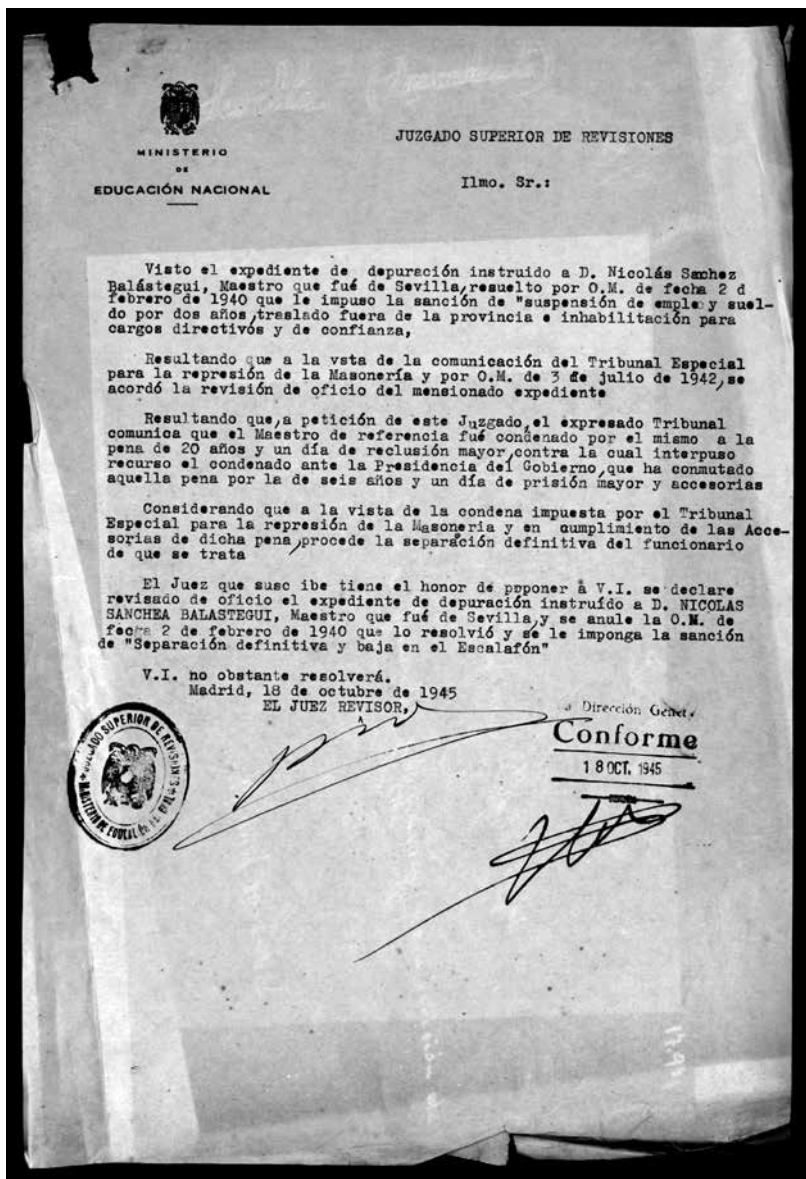 MINISTERIO
DE
EDUCACIÓN NACIONAL
JUZGADO SUPERIOR DE REVISIONES
Ilmo. Sr.:
Visto el expediente de depuración instruido a D. Nicolás Sanchez
Balástegui, Maestro que fué de Sevilla, resuelto por O.M. de fecha 2 d
febrero de 1940 que le impuso la sanción de "suspensión de empleo y suel-
do por dos años, traslado fuera de la provincia e inhabilitación para
cargos directivos y de confianza,
Resultando que a la vsta de la comunicación del Tribunal Especial
para la represión de la Masonería y por O.M. de 3 de julio de 1942, se
acordó la revisión de oficio del mensionado expediente
Resultando que, a petición de este Juzgado, el expresado Tribunal
comunica que el Maestro de referencia fué condenado por el mismo a la
pena de 20 años y un día de reclusión mayor, contra la cual interpuso
recurso el condenado ante la Presidencia del Gobierno, que ha conmutado
aquella pena por la de seis años y un día de prisión mayor y accesorias
Considerando que a la vista de la condena impuesta por el Tribunal
Especial para la represión de la Masoneria y en cumplimiento de las Acce-
sorias de dicha pena, procede la separación definitiva del funcionario
de que se trata
El Juez que susc ibe tiene el honor de pooponer á V.I. se declare
revisado de oficio el expediente de depuración instruído a D. NICOLAS
SANCHEA BALASTEGUI, Maestro que fué de Sevilla, y se anule la O.M. de
fecha 2 de febrero de 1940 que lo resolvió y se le imponga la sanción
de "Separación definitiva y baja en el Escalafón"
V.I. no obstante resolverá.
Madrid, 18 de octubre de 1945
EL JUEZ REVISOR,
JUZGADO SUPERIOR DE REVISIONES
MINISTERIO DE EDUCACIÓN NACIONAL
Dirección General
Conforme
18 OCT. 1945